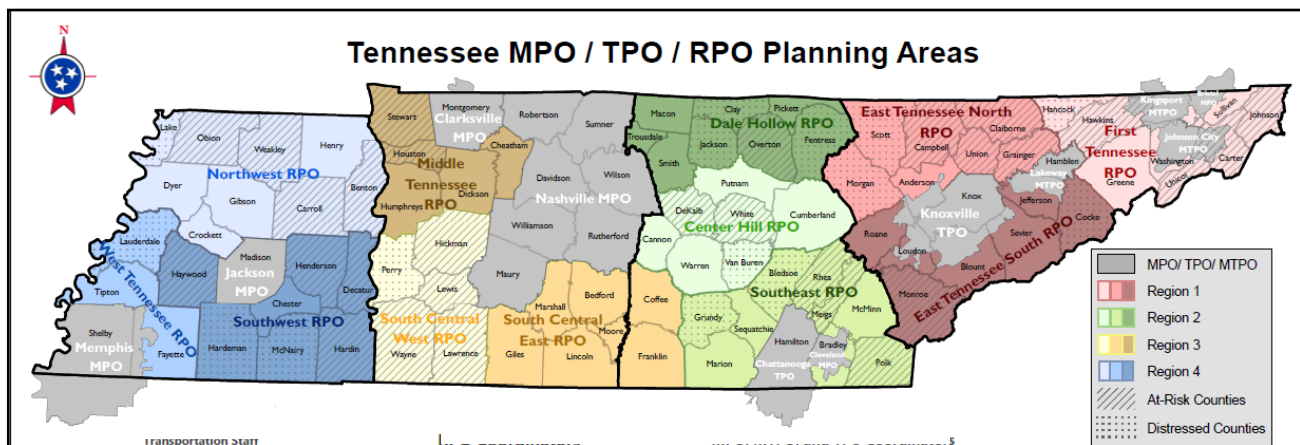 N
Tennessee MPO / TPO / RPO Planning Areas
Lake
Obion
Weakley
Henry
Northwest RPO
Dyer
Gibson
Carroll
Benton
Crockett
Lauderdale
Haywood
Madison
Jackson
MPO
Henderson
Decatur
Chester
Tipton
West Tennessee RPO
Southwest RPO
Shelby
Memphis
MPO
Fayette
Hardeman
McNairy
Hardin
Stewart
Montgomery
Clarksville
MPO
Robertson
Sumner
Houston
Cheatham
Middle
Tennessee
RPO
Dickson
Humphreys
Davidson
Wilson
Nashville MPO
Williamson
Rutherford
Hickman
Maury
Perry
Lewis
South Central
West RPO
Wayne
Lawrence
Bedford
Marshall
Moore
South Central
East RPO
Giles
Lincoln
Coffee
Franklin
Macon
Clay
Pickett
Trousdale
Dale Hollow RPO
Smith
Jackson
Overton
Fentress
Putnam
DeKalb
White
Cumberland
Center Hill RPO
Cannon
Warren
Van Buren
Bledsoe
Rhea
Southeast RPO
Grundy
Sequatchie
Meigs
McMinn
Marion
Hamilton
Bradley
Cleveland
MPO
Chattanooga
TPO
Polk
East Tennessee North
RPO
Scott
Campbell
Claiborne
Union
Grainger
Morgan
Anderson
Hamblen
Lakeway
MTPO
Knox
Knoxville
TPO
Jefferson
Roane
Loudon
Blount
Sevier
Cocke
Monroe
East Tennessee South RPO
Hancock
Hawkins
Kingsport
MTPO
MPO
Sullivan
Johnson
First
Tennessee
RPO
Johnson City
MTPO
Washington
Carter
Unicoi
Greene
MPO/ TPO/ MTPO
Region 1
Region 2
Region 3
Region 4
At-Risk Counties
Distressed Counties
Transportation Staff